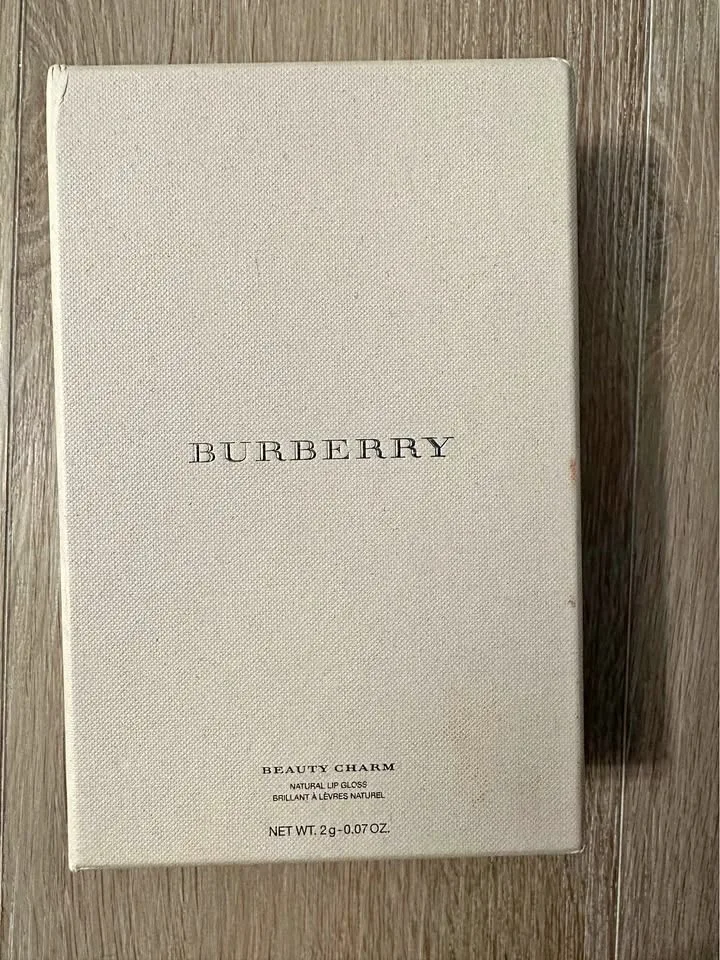 BURBERRY
BEAUTY CHARM
NATURAL LIP GLOSS
BRILLANT À LÈVRES NATUREL
NET WT. 2g-0.07 OZ.